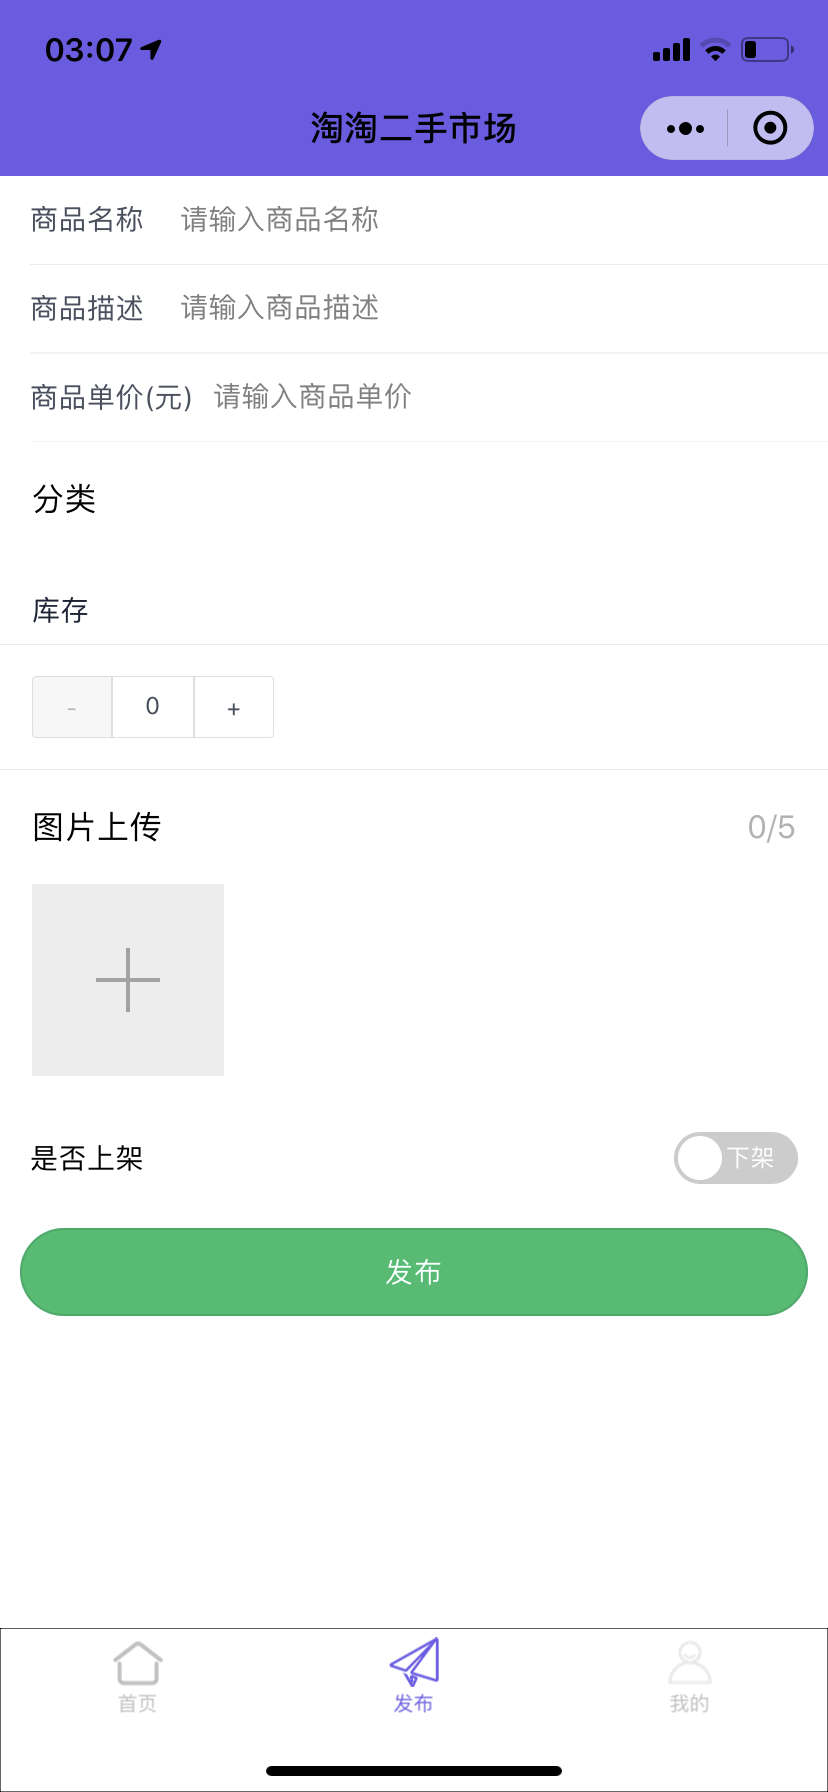 03:07
淘淘二手市场
商品名称 请输入商品名称
商品描述 请输入商品描述
商品单价(元) 请输入商品单价
分类
库存
- 0 +
图片上传 0/5
是否上架 下架
发布
首页 发布 我的